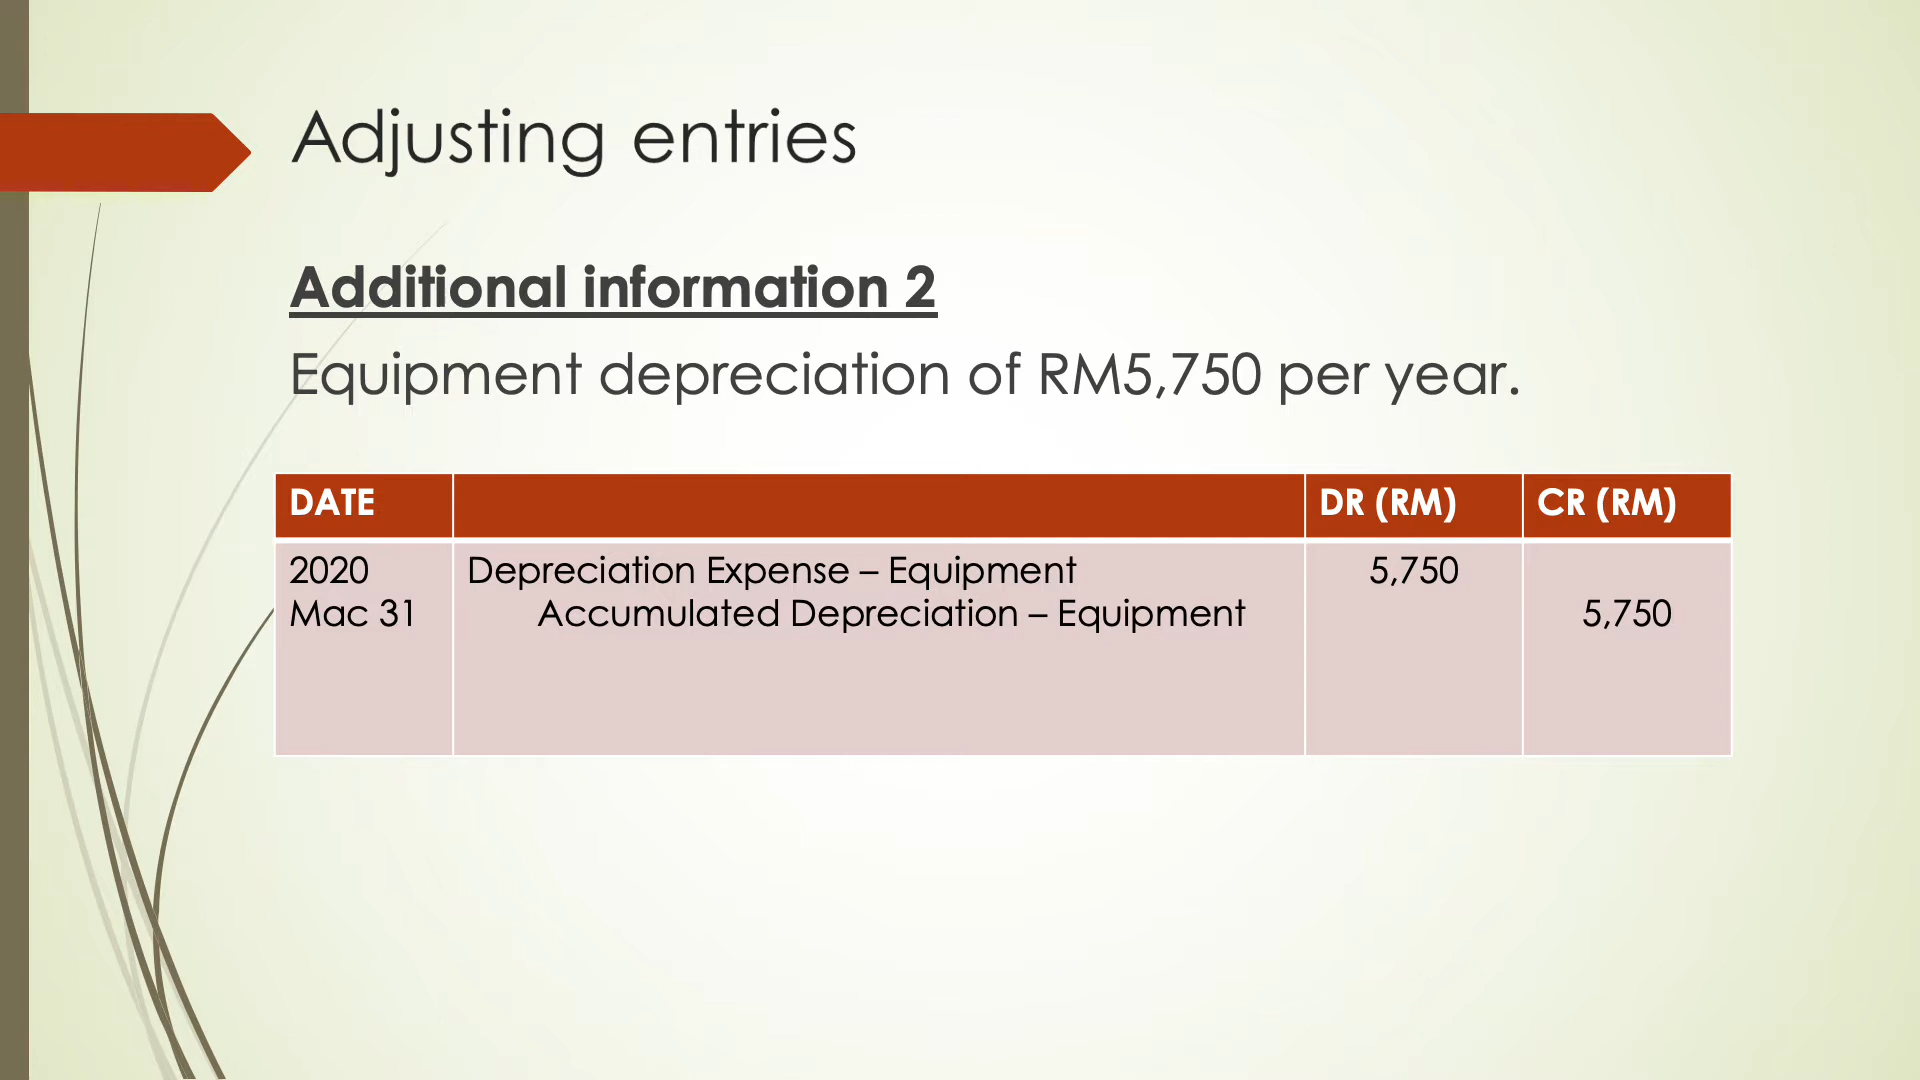 Adjusting entries
Additional information 2
Equipment depreciation of RM5,750 per year.
DATE DR (RM) CR (RM)
2020 Depreciation Expense – Equipment 5,750
Mac 31 Accumulated Depreciation – Equipment 5,750